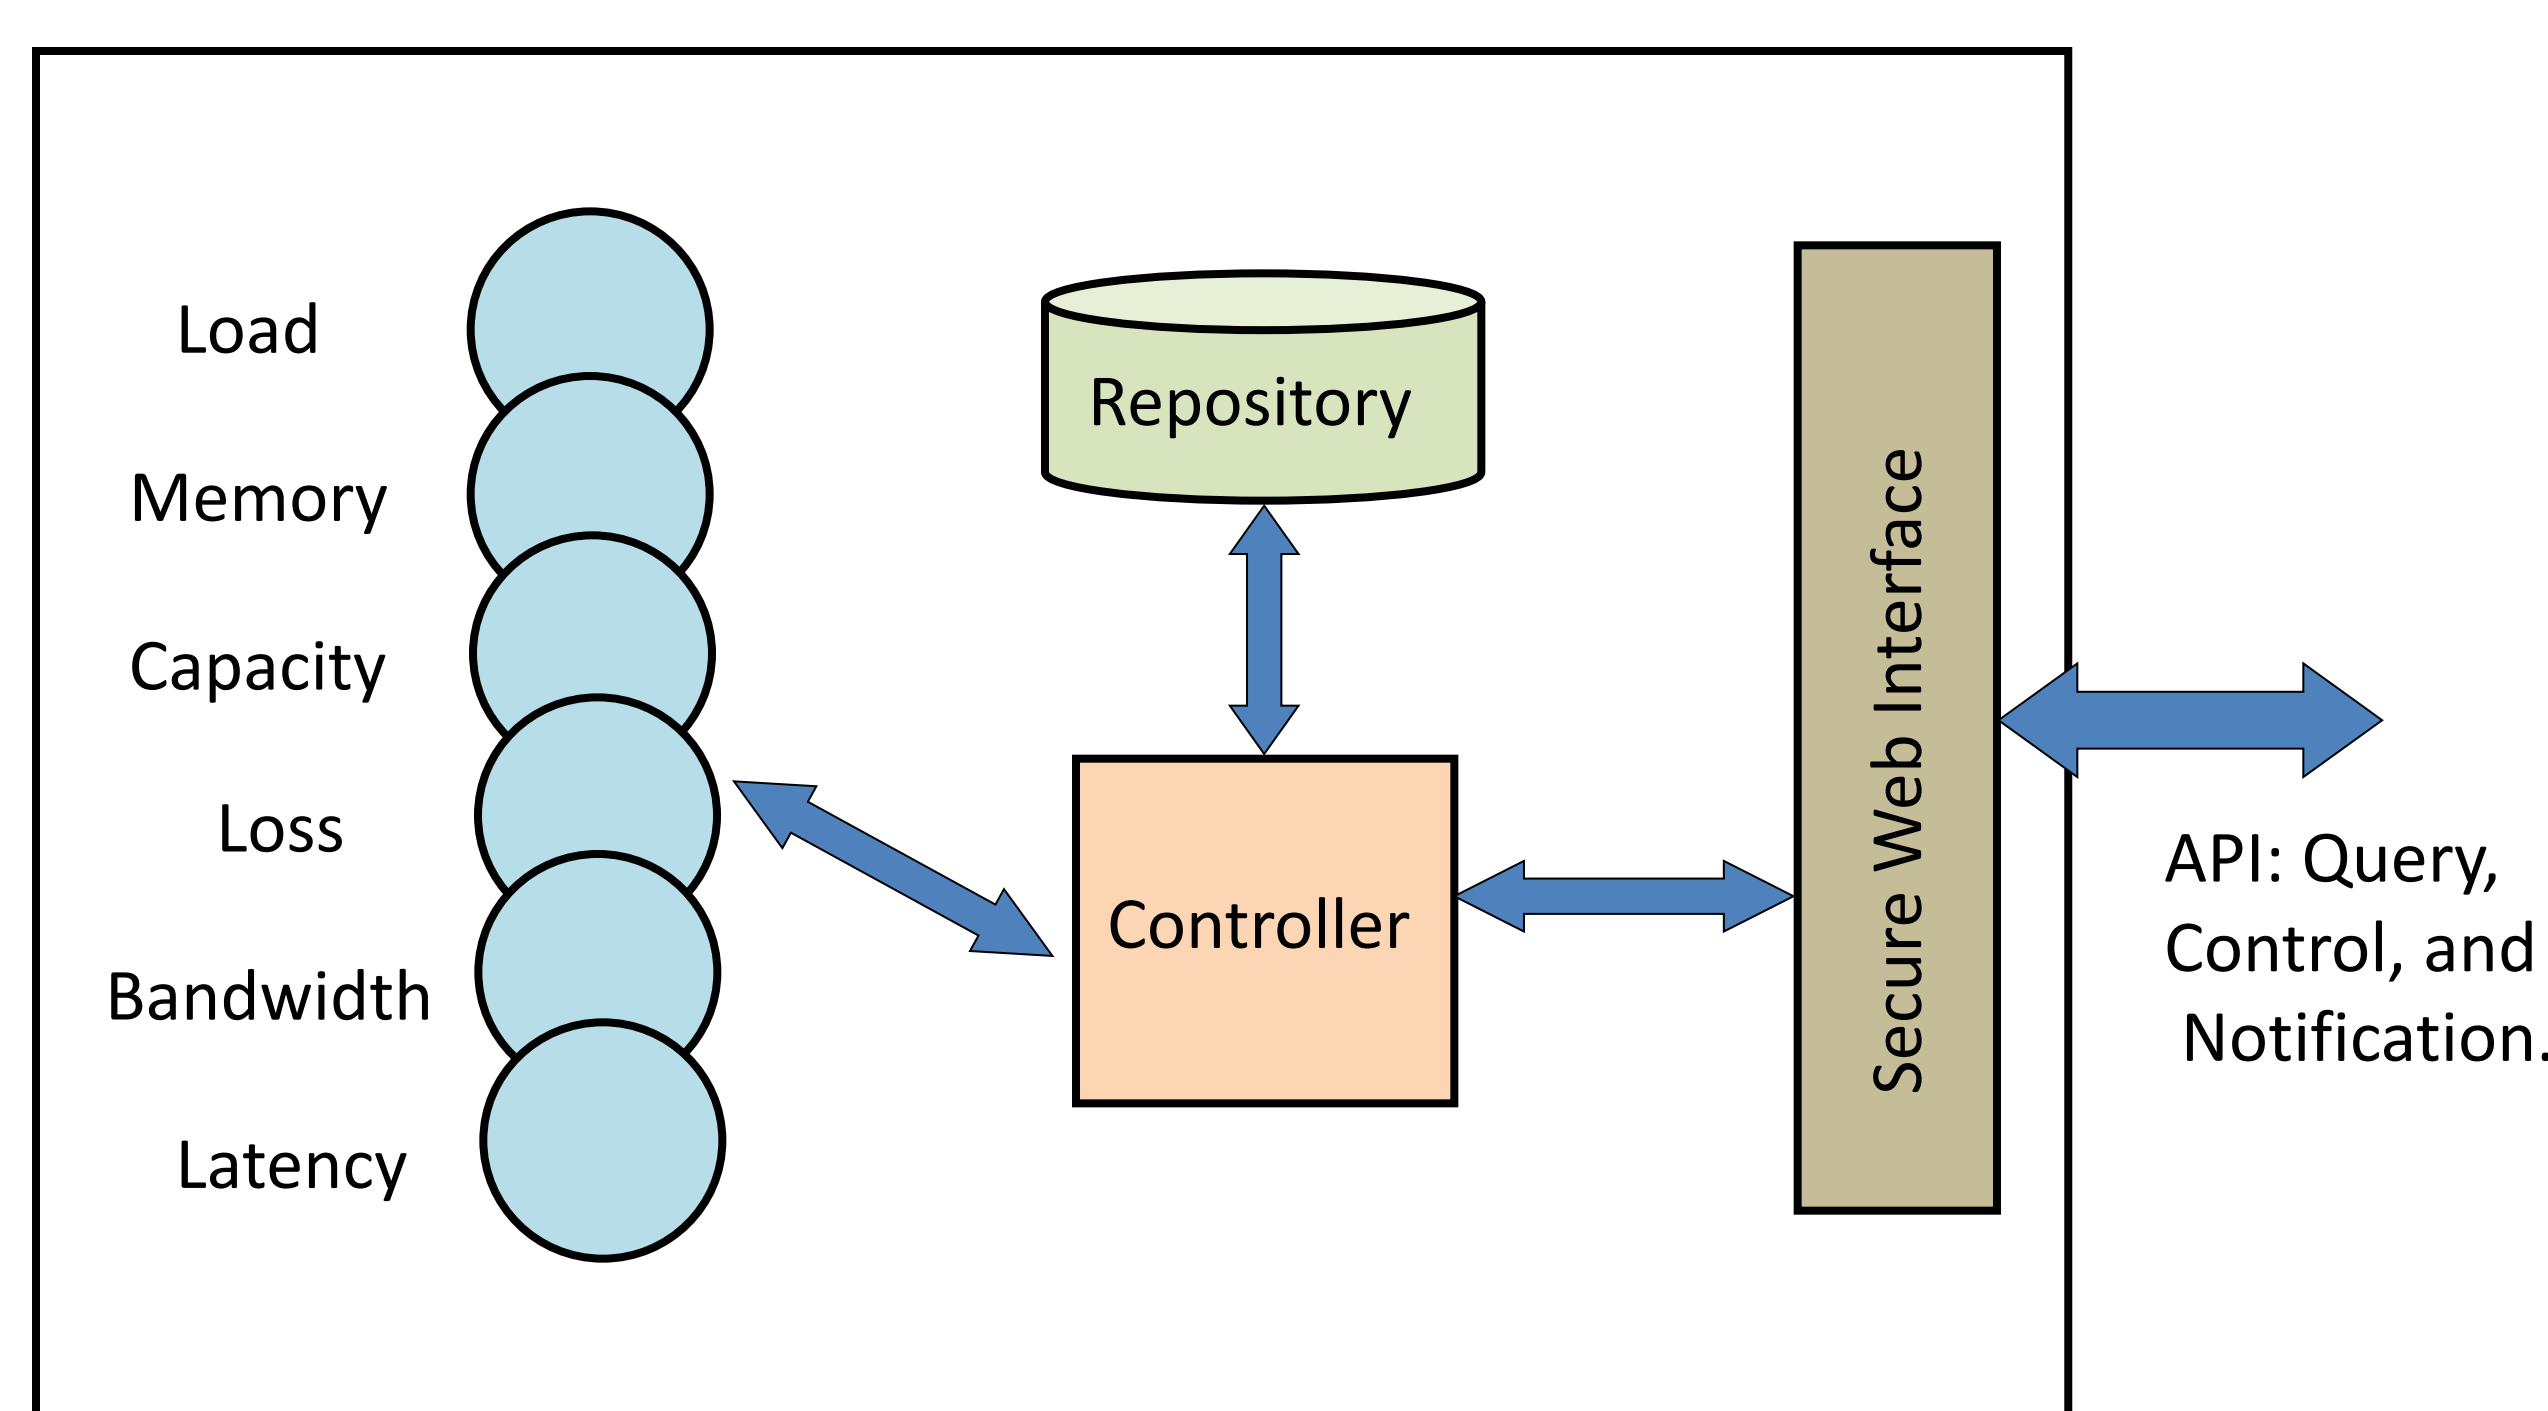 Load
Memory
Capacity
Loss
Bandwidth
Latency
Repository
Controller
Secure Web Interface
API: Query,
Control, and
Notification.